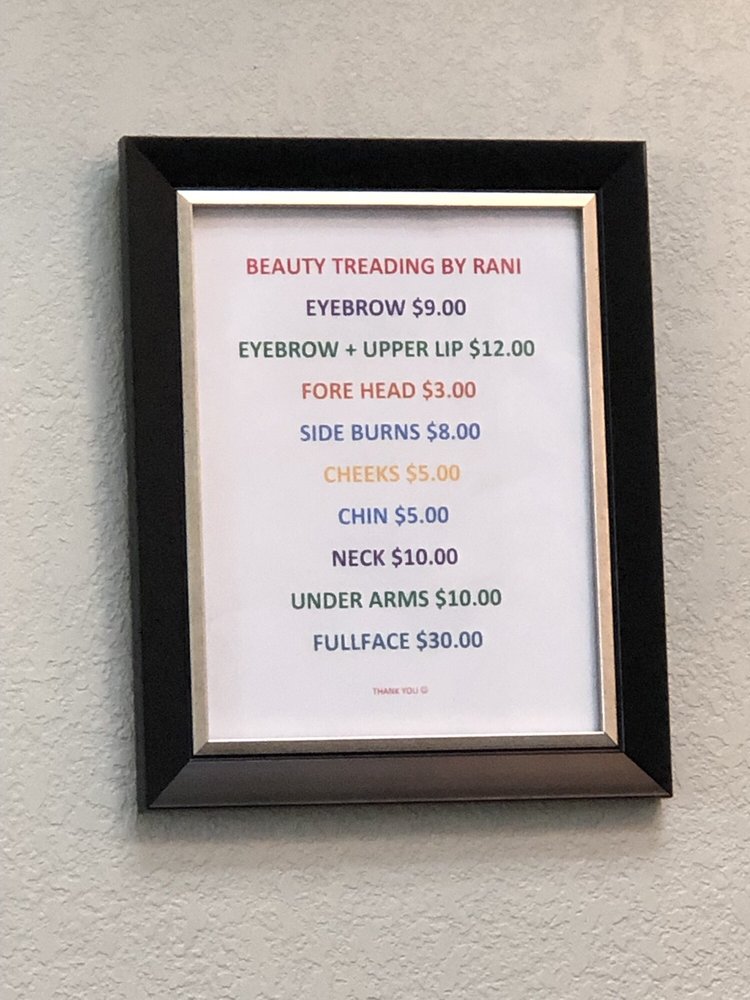 BEAUTY TREADING BY RANI
EYEBROW $9.00
EYEBROW + UPPER LIP $12.00
FORE HEAD $3.00
SIDE BURNS $8.00
CHEEKS $5.00
CHIN $5.00
NECK $10.00
UNDER ARMS $10.00
FULLFACE $30.00
THANK YOU ☺